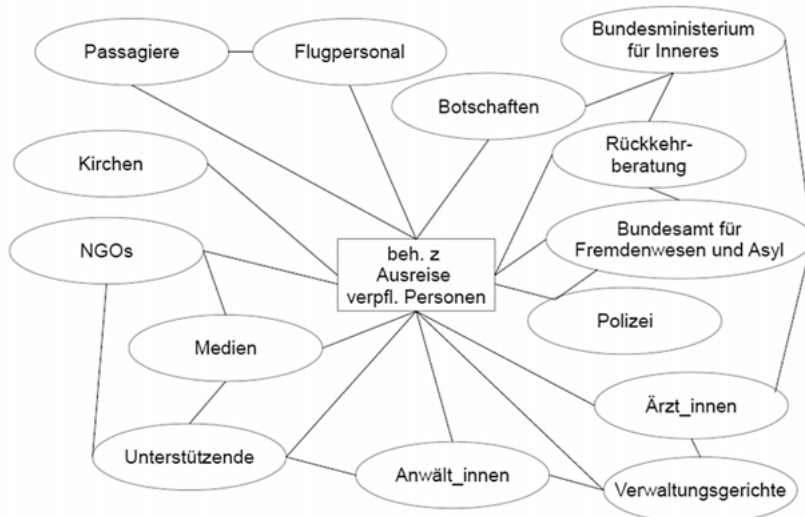 Passagiere
Flugpersonal
Bundesministerium
für Inneres
Botschaften
Kirchen
Rückkehr-
beratung
NGOs
beh. z
Ausreise
verpfl. Personen
Bundesamt für
Fremdenwesen und Asyl
Polizei
Medien
Ärzt_innen
Unterstützende
Anwält_innen
Verwaltungsgerichte